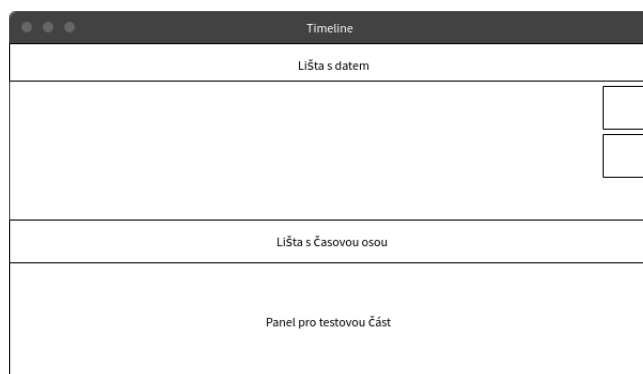 Timeline
Lišta s datem
Lišta s časovou osou
Panel pro testovou část